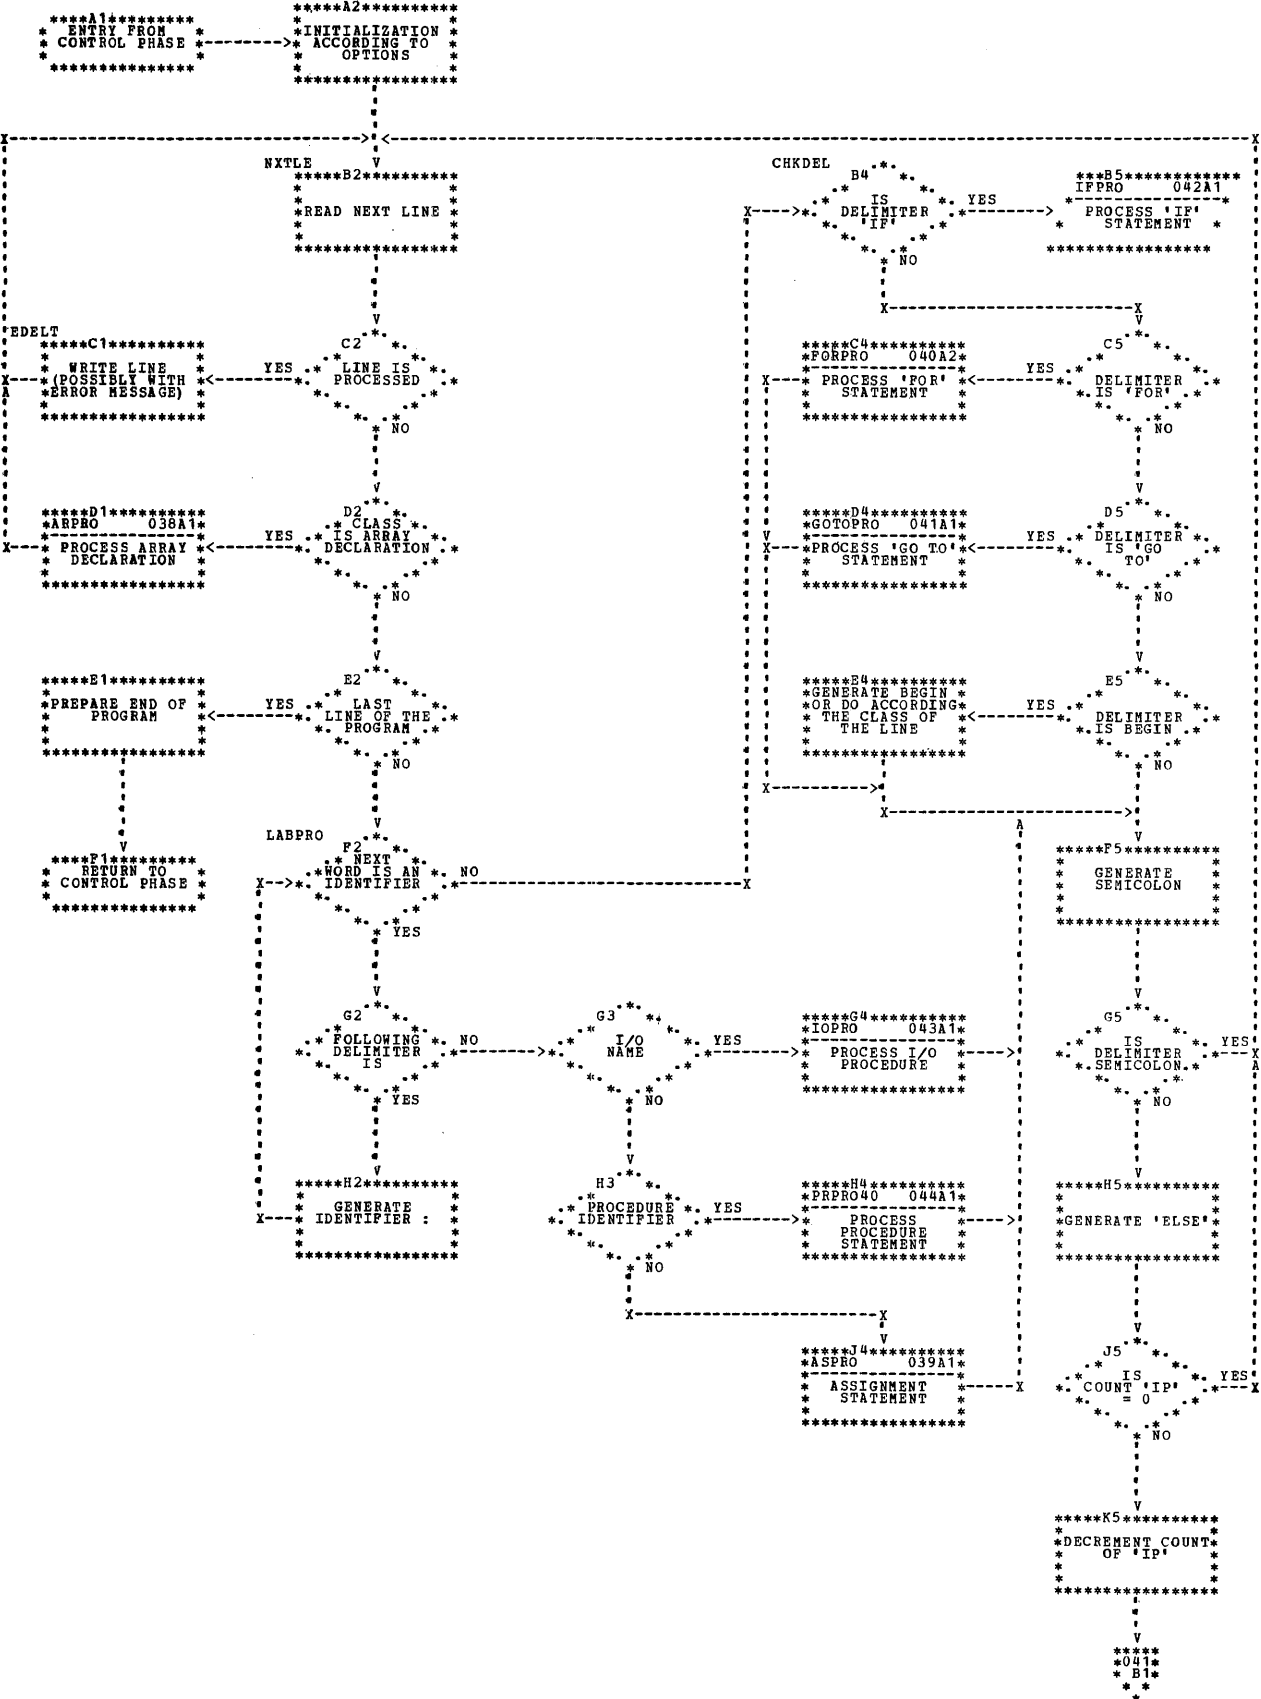 A1
ENTRY FROM
CONTROL PHASE
A2
INITIALIZATION
ACCORDING TO
OPTIONS
NXTLE
B2
READ NEXT LINE
CHKDEL
B4
IS
DELIMITER
'IF'
YES
NO
B5
IFPRO 042A1
PROCESS 'IF'
STATEMENT
EDELT
C1
WRITE LINE
(POSSIBLY WITH
ERROR MESSAGE)
YES
C2
LINE IS
PROCESSED
NO
C4
FORPRO 040A2
PROCESS 'FOR'
STATEMENT
YES
C5
DELIMITER
IS 'FOR'
NO
D1
ARPRO 038A1
PROCESS ARRAY
DECLARATION
YES
D2
CLASS
IS ARRAY
DECLARATION
NO
D4
GOTOPRO 041A1
PROCESS 'GO TO'
STATEMENT
YES
D5
DELIMITER
IS 'GO
TO'
NO
E1
PREPARE END OF
PROGRAM
YES
E2
LAST
LINE OF THE
PROGRAM
NO
E4
GENERATE BEGIN
OR DO ACCORDING
THE CLASS OF
THE LINE
YES
E5
DELIMITER
IS BEGIN
NO
F1
RETURN TO
CONTROL PHASE
LABPRO
F2
NEXT
WORD IS AN
IDENTIFIER
NO
YES
F5
GENERATE
SEMICOLON
G2
FOLLOWING
DELIMITER
IS
NO
YES
G3
I/O
NAME
YES
NO
G4
IOPRO 043A1
PROCESS I/O
PROCEDURE
G5
IS
DELIMITER
SEMICOLON
YES
NO
H2
GENERATE
IDENTIFIER :
H3
PROCEDURE
IDENTIFIER
YES
NO
H4
PRPRO40 044A1
PROCESS
PROCEDURE
STATEMENT
H5
GENERATE 'ELSE'
J4
ASPRO 039A1
ASSIGNMENT
STATEMENT
J5
IS
COUNT 'IP'
= 0
YES
NO
K5
DECREMENT COUNT
OF 'IP'
041
B1